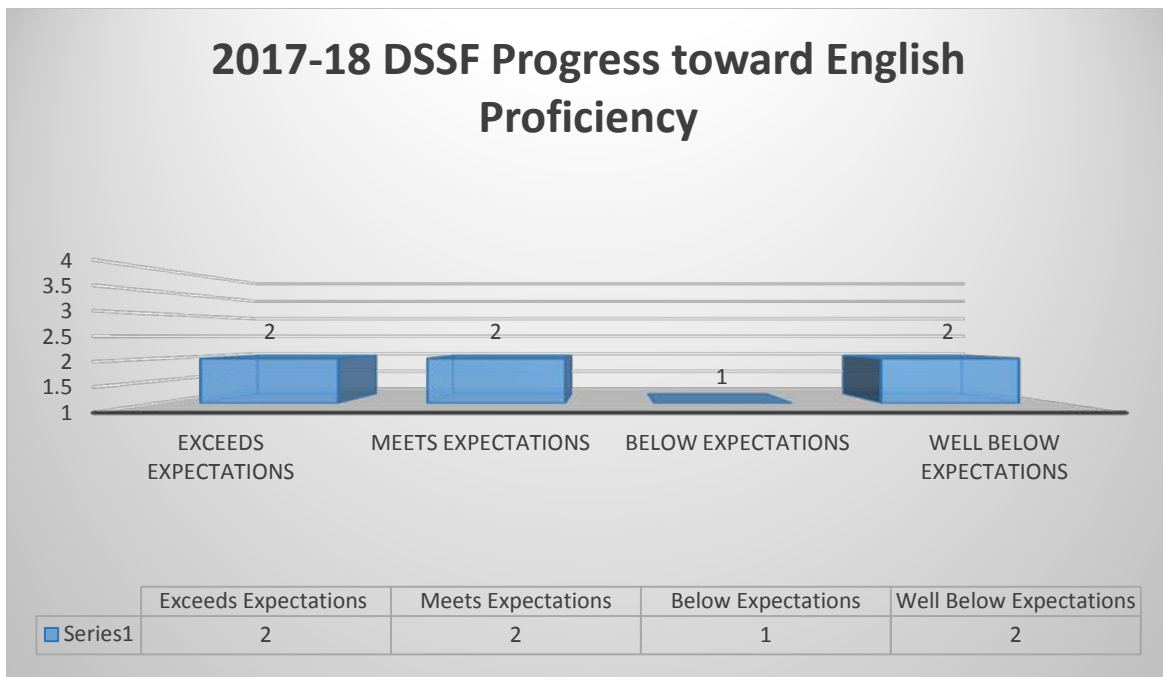 2017-18 DSSF Progress toward English
Proficiency
4
3.5
3
2.5
2
1.5
1
2
2
1
2
EXCEEDS
EXPECTATIONS
MEETS EXPECTATIONS
BELOW EXPECTATIONS
WELL BELOW
EXPECTATIONS
Exceeds Expectations Meets Expectations Below Expectations Well Below Expectations
Series1 2 2 1 2